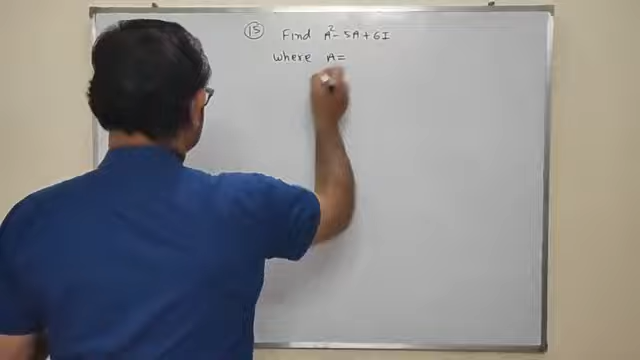 (15) Find A²- 5A + 6I
where A=